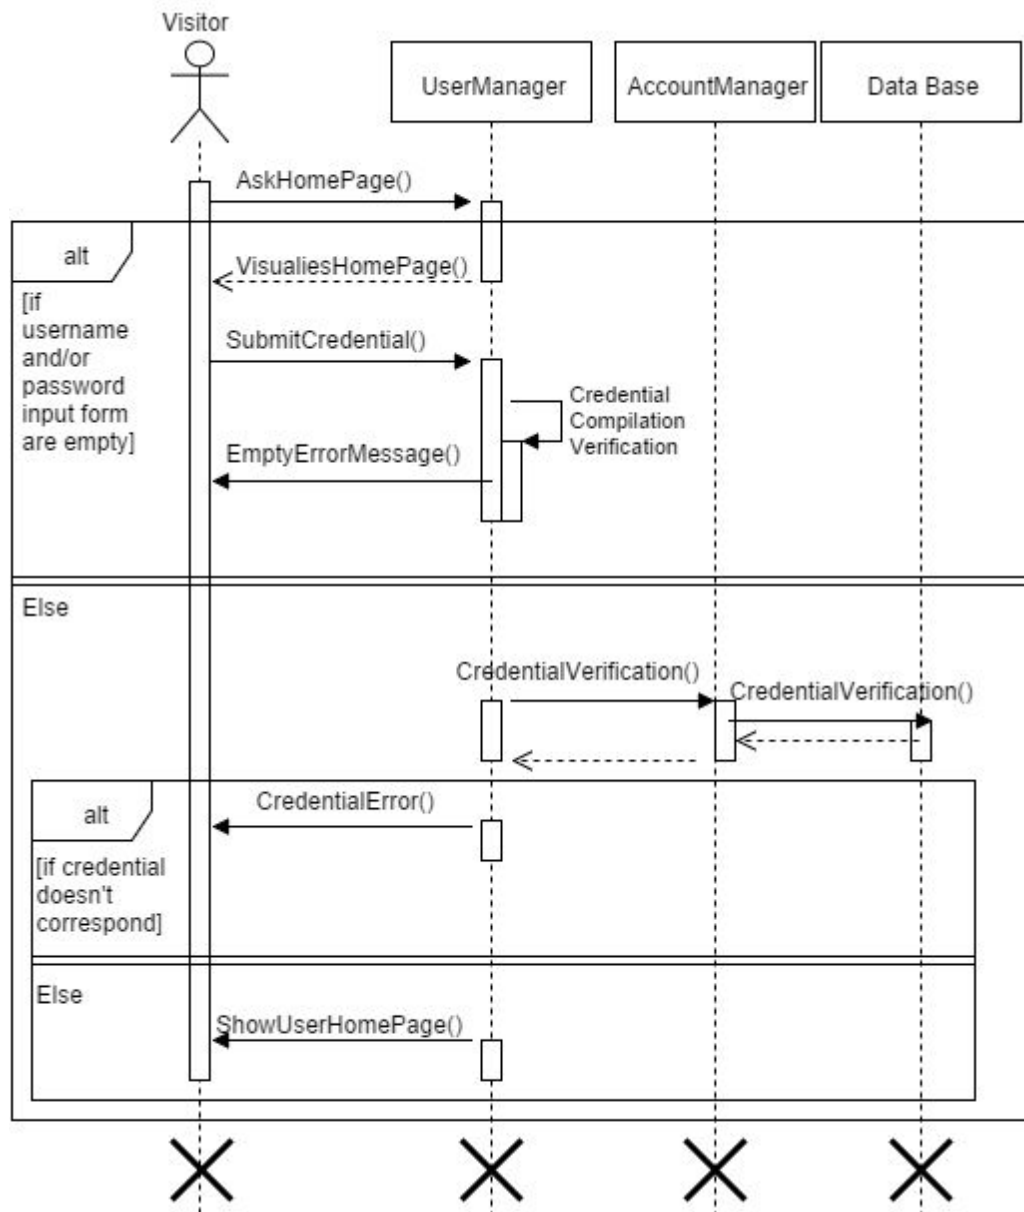 Visitor
UserManager
AccountManager
Data Base
AskHomePage()
alt
VisualiesHomePage()
[if
username
and/or
password
input form
are empty]
SubmitCredential()
Credential
Compilation
Verification
EmptyErrorMessage()
Else
CredentialVerification()
CredentialVerification()
alt
CredentialError()
[if credential
doesn't
correspond]
Else
ShowUserHomePage()